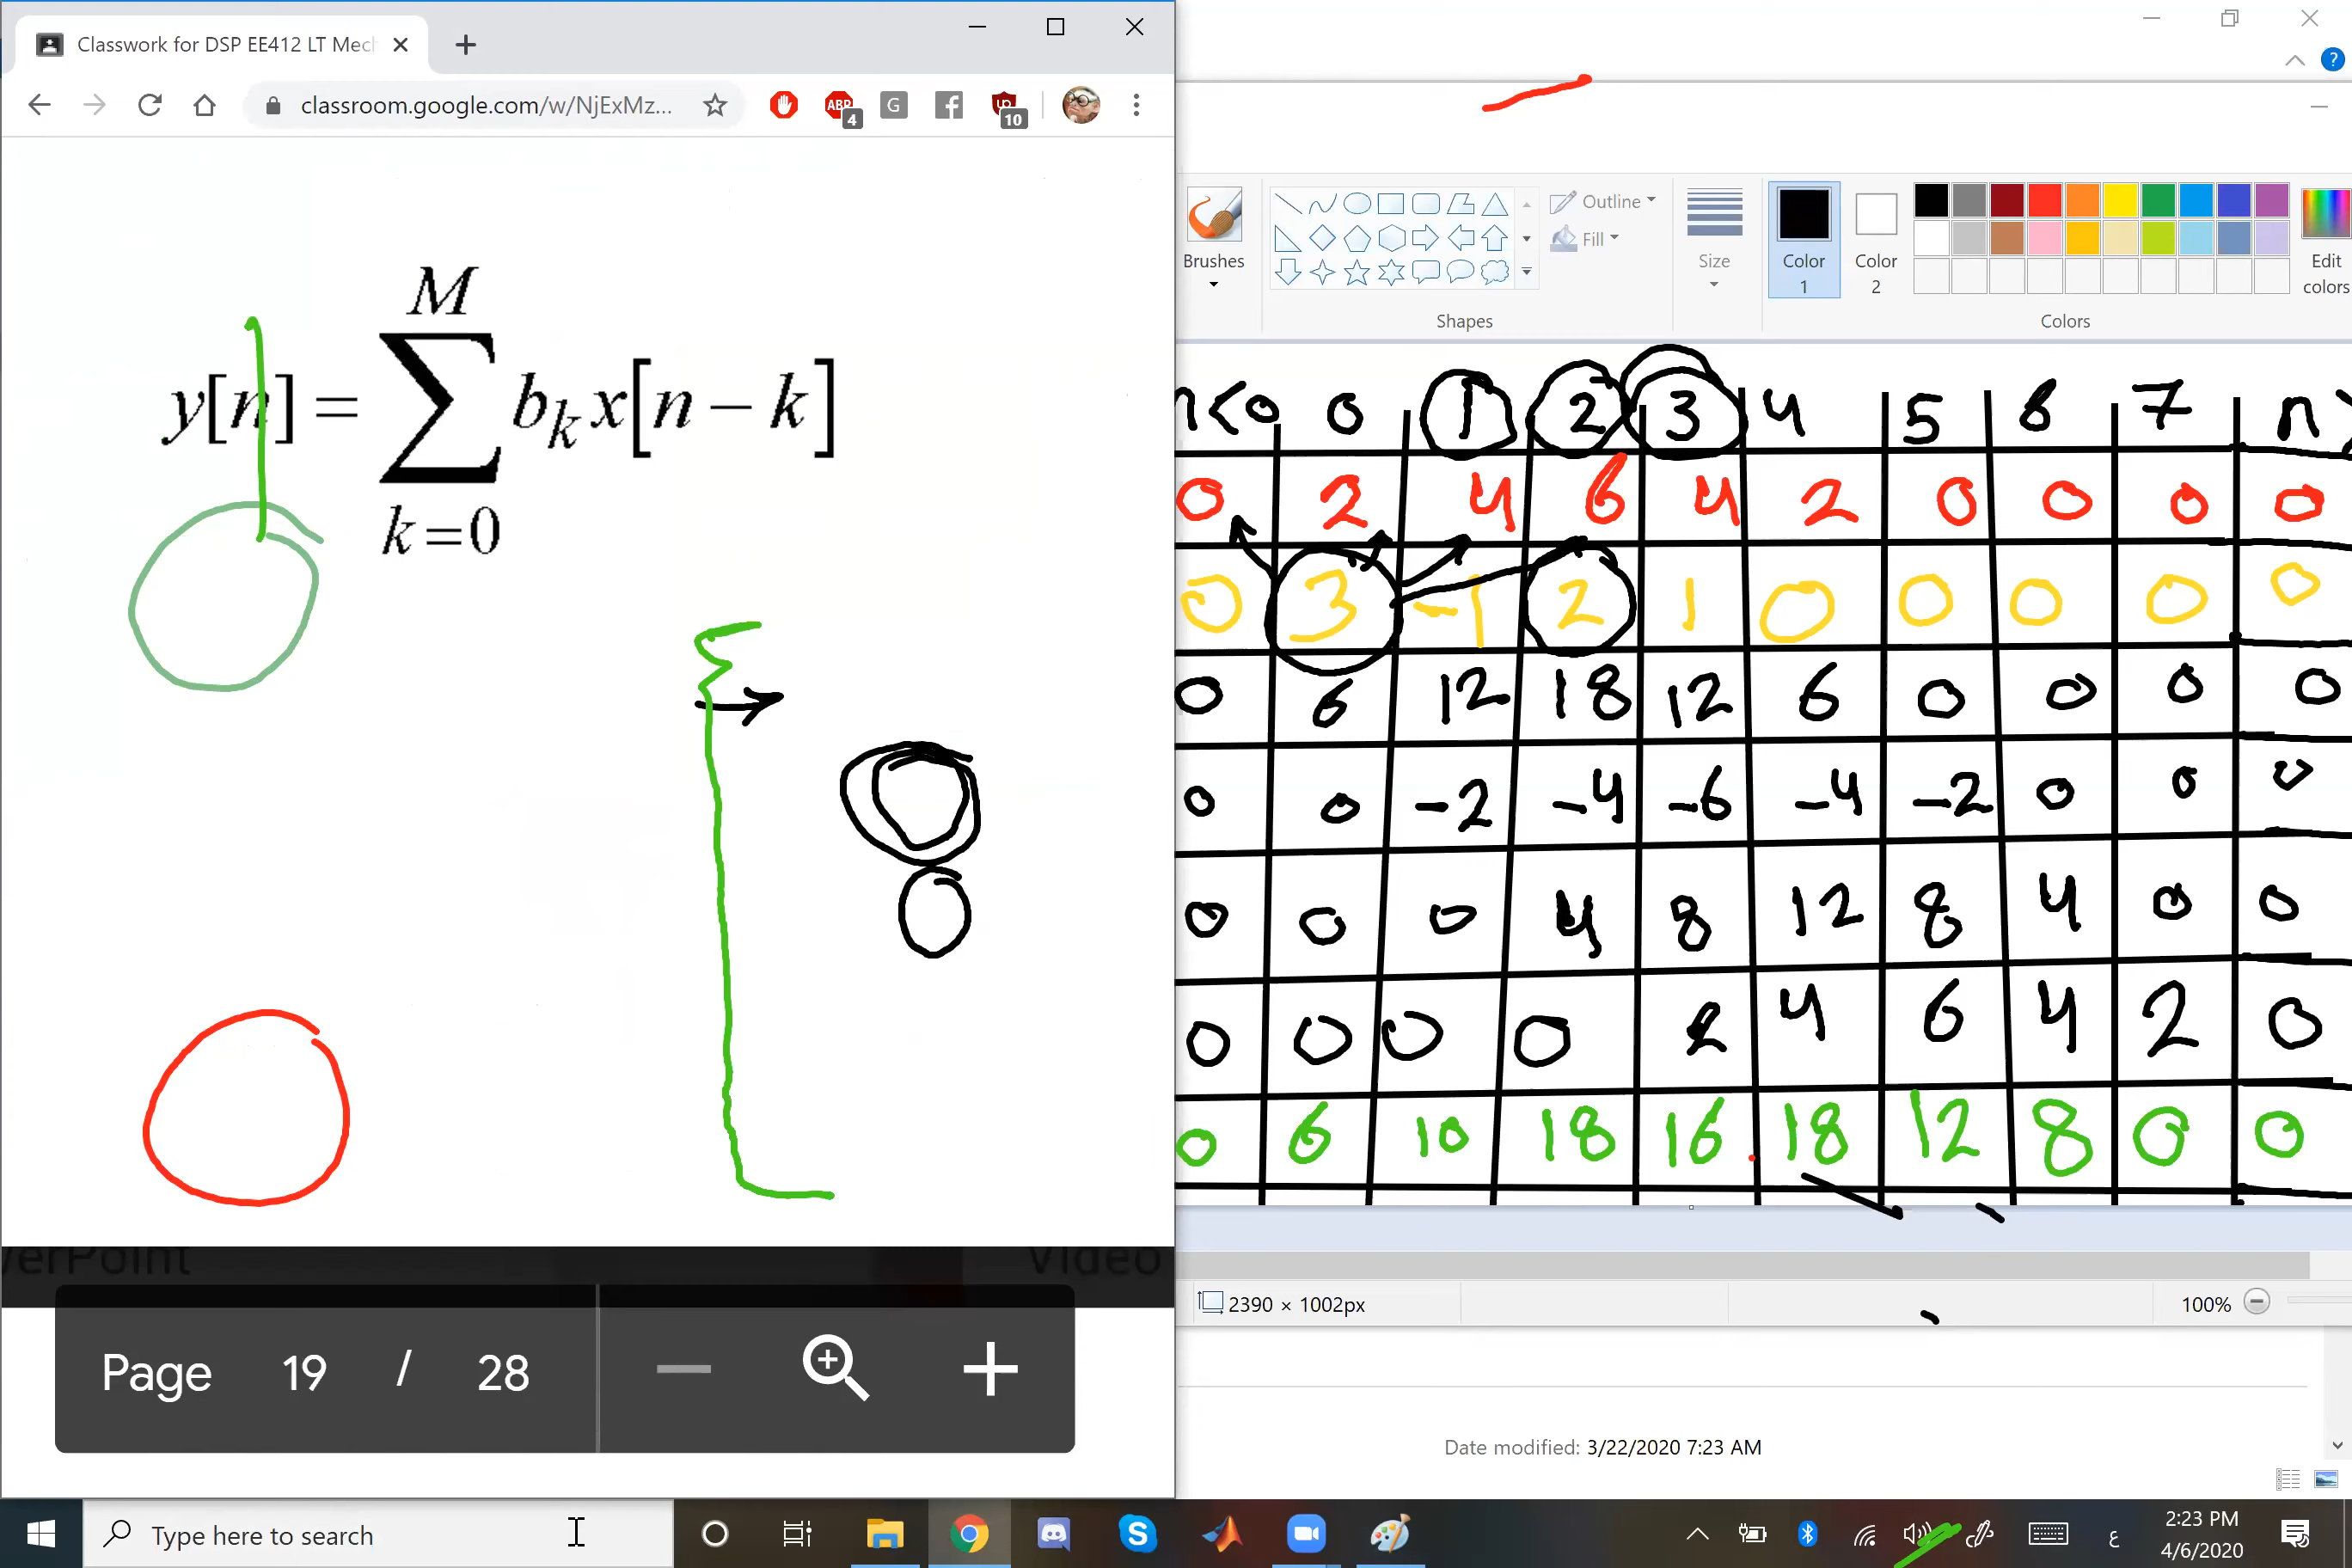 Classwork for DSP EE412 LT Mech
classroom.google.com/w/NjExMz...
ABP
4
G
10
M
y[n] = ∑ b_k x[n − k]
k=0
Brushes
Outline
Fill
Shapes
Size
Color
1
Color
2
Edit
colors
Colors
n<0 0 1 2 3 4 5 6 7 n
0 2 4 6 4 2 0 0 0 0
0 3 -1 2 1 0 0 0 0 0
0 6 12 18 12 6 0 0 0 0
0 0 -2 -4 -6 -4 -2 0 0 0
0 0 0 4 8 12 8 4 0 0
0 0 0 0 2 4 6 4 2 0
0 6 10 18 16 18 12 8 0 0
Video
2390 × 1002px
100%
Page 19 / 28
Date modified: 3/22/2020 7:23 AM
Type here to search
ع
2:23 PM
4/6/2020